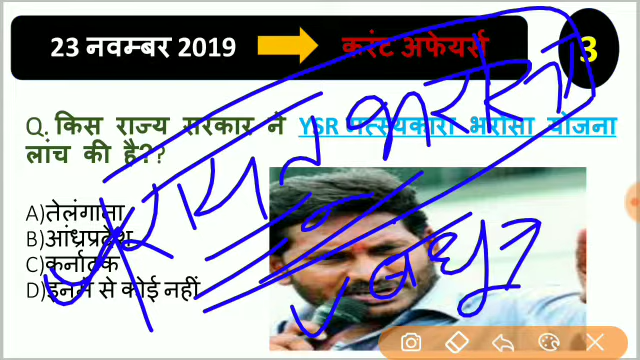 23 नवम्बर 2019 करंट अफेयर्स 3
Q. किस राज्य सरकार ने YSR मत्स्यकारा भरोसा योजना
लांच की है??
A)तेलंगाना
B)आंध्रप्रदेश
C)कर्नाटक
D)इनमे से कोई नहीं